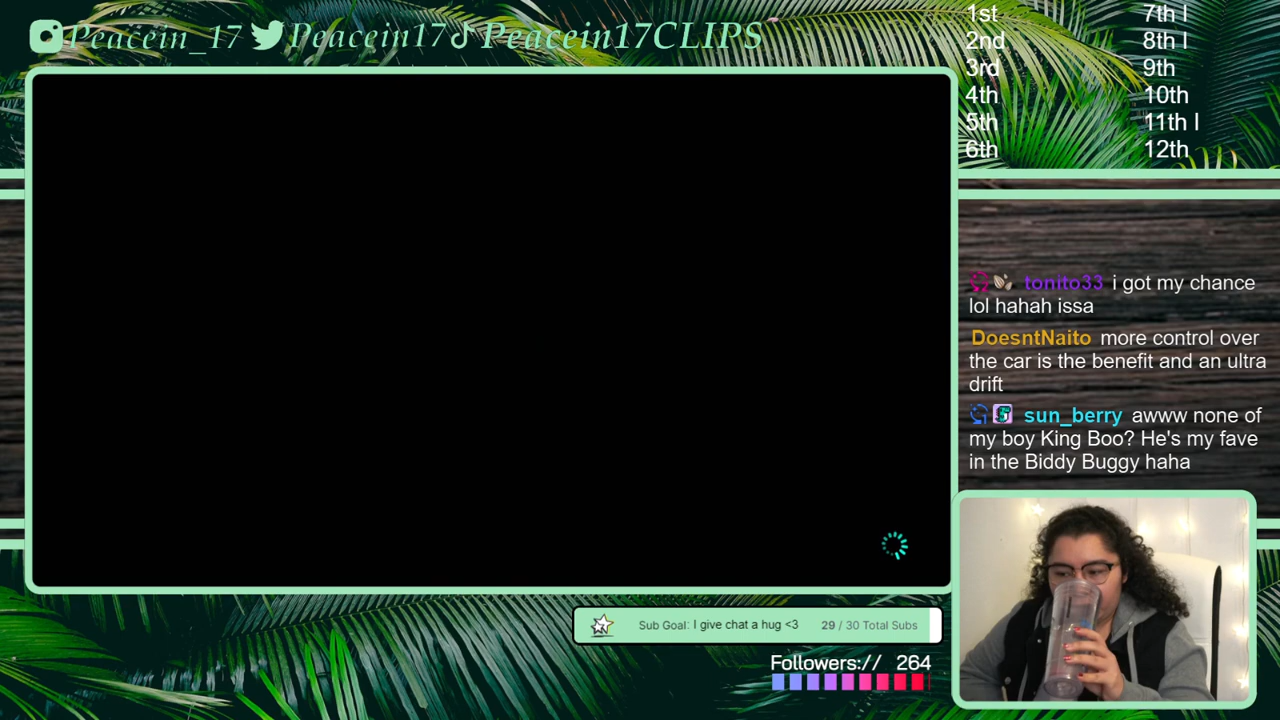 Peacein_17 Peacein17 Peacein17CLIPS
1st 7th l
2nd 8th l
3rd 9th
4th 10th
5th 11th l
6th 12th
tonito33 i got my chance
lol hahah issa
DoesntNaito more control over
the car is the benefit and an ultra
drift
sun_berry awww none of
my boy King Boo? He's my fave
in the Biddy Buggy haha
Sub Goal: I give chat a hug <3 29 / 30 Total Subs
Followers:// 264